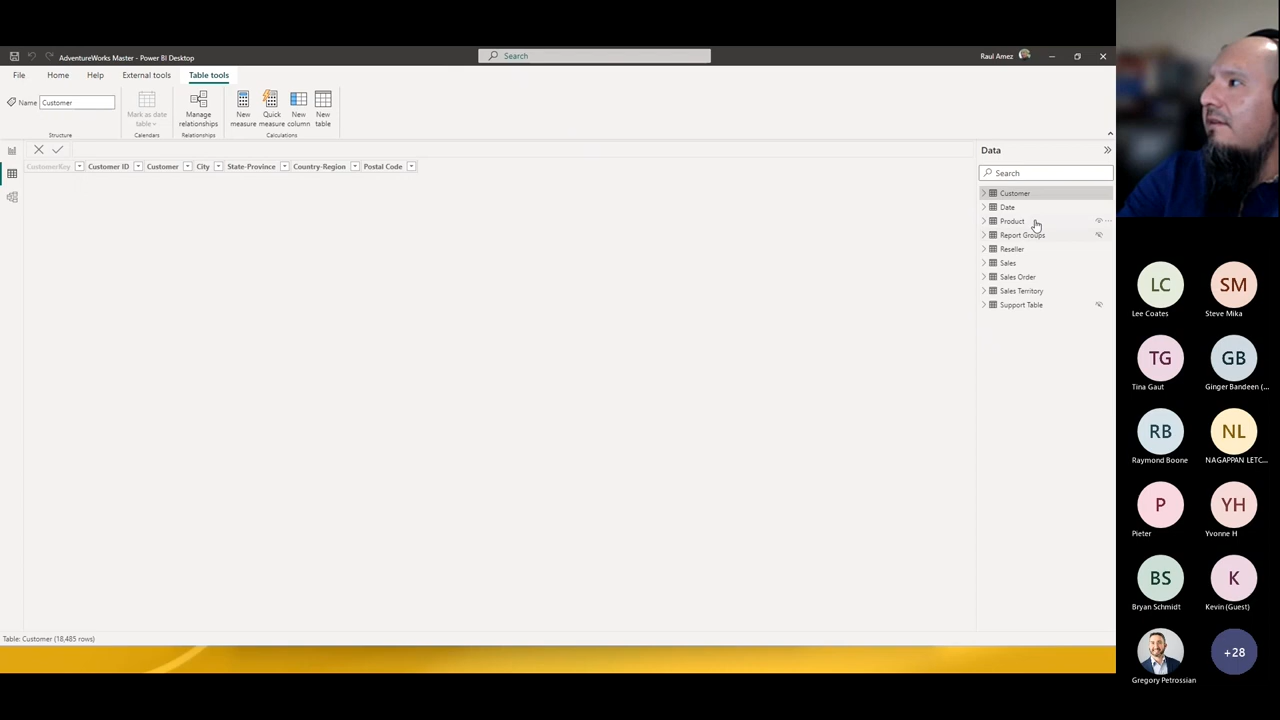 AdventureWorks Master - Power BI Desktop
Search
Raul Amez
File
Home
Help
External tools
Table tools
Name
Customer
Mark as date
table
Manage
relationships
New
measure
Quick
measure
New
column
New
table
Structure
Calendars
Relationships
Calculations
CustomerKey
Customer ID
Customer
City
State-Province
Country-Region
Postal Code
Data
Search
Customer
Date
Product
Report Groups
Reseller
Sales
Sales Order
Sales Territory
Support Table
Table: Customer (18,485 rows)
LC
Lee Coates
SM
Steve Mika
TG
Tina Gaut
GB
Ginger Bandeen (...
RB
Raymond Boone
NL
NAGAPPAN LETC...
P
Pieter
YH
Yvonne H
BS
Bryan Schmidt
K
Kevin (Guest)
Gregory Petrossian
+28